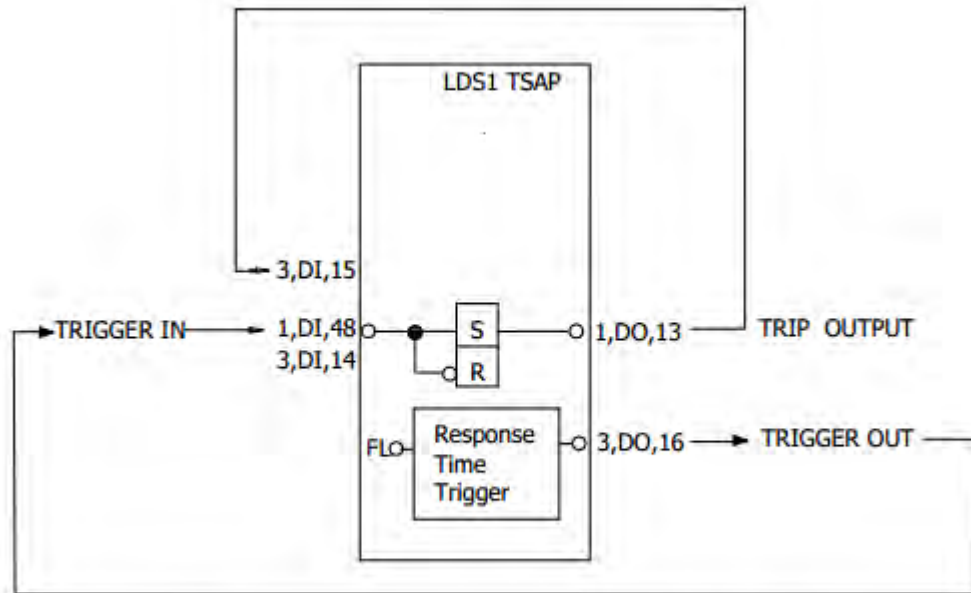 LDS1 TSAP
3,DI,15
TRIGGER IN
1,DI,48
3,DI,14
S
R
1,DO,13
TRIP OUTPUT
FL
Response
Time
Trigger
3,DO,16
TRIGGER OUT